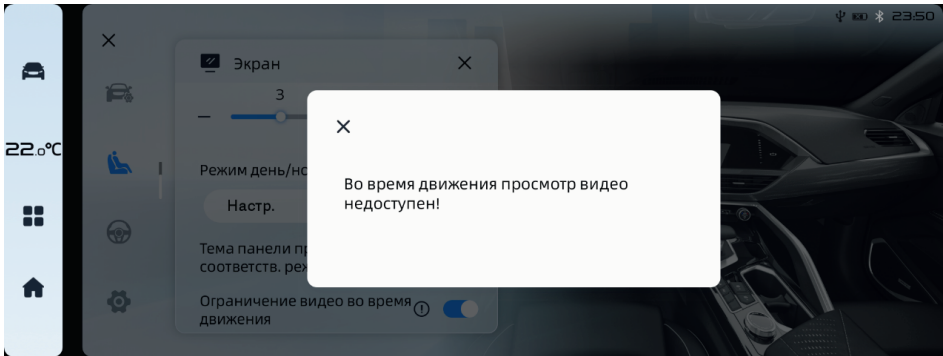 23:50
Экран
3
22.0°C
Режим день/но
Настр.
Тема панели пр
соответств. реж
Ограничение видео во время
движения
Во время движения просмотр видео
недоступен!